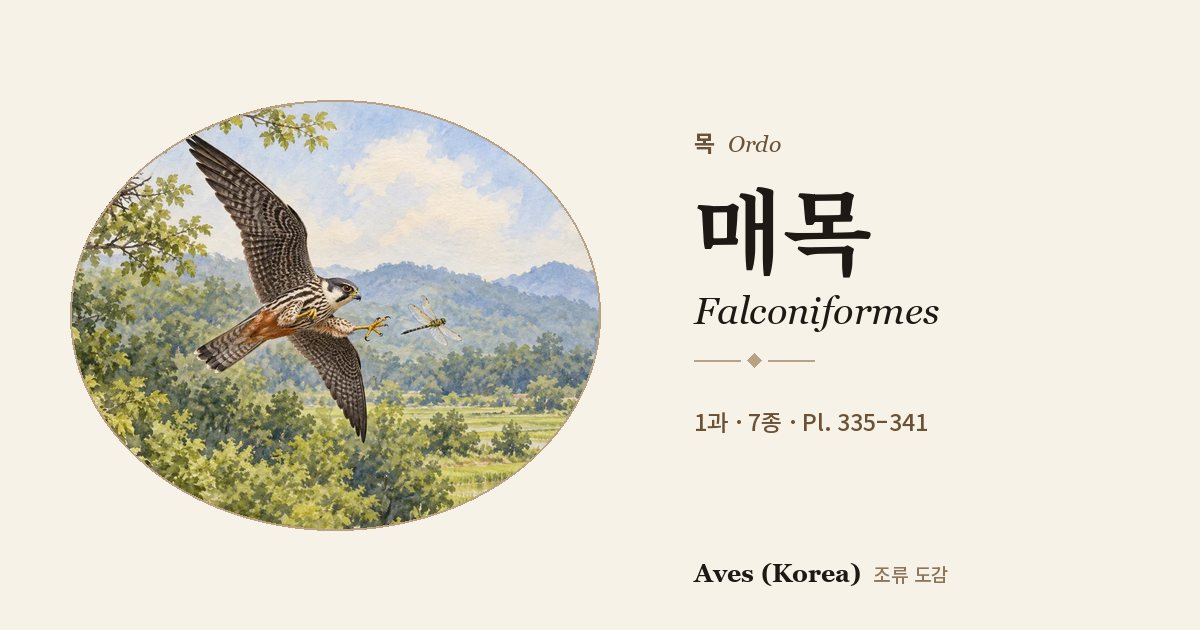 목 Ordo
매목
Falconiformes
1과 · 7종 · Pl. 335–341
Aves (Korea) 조류 도감